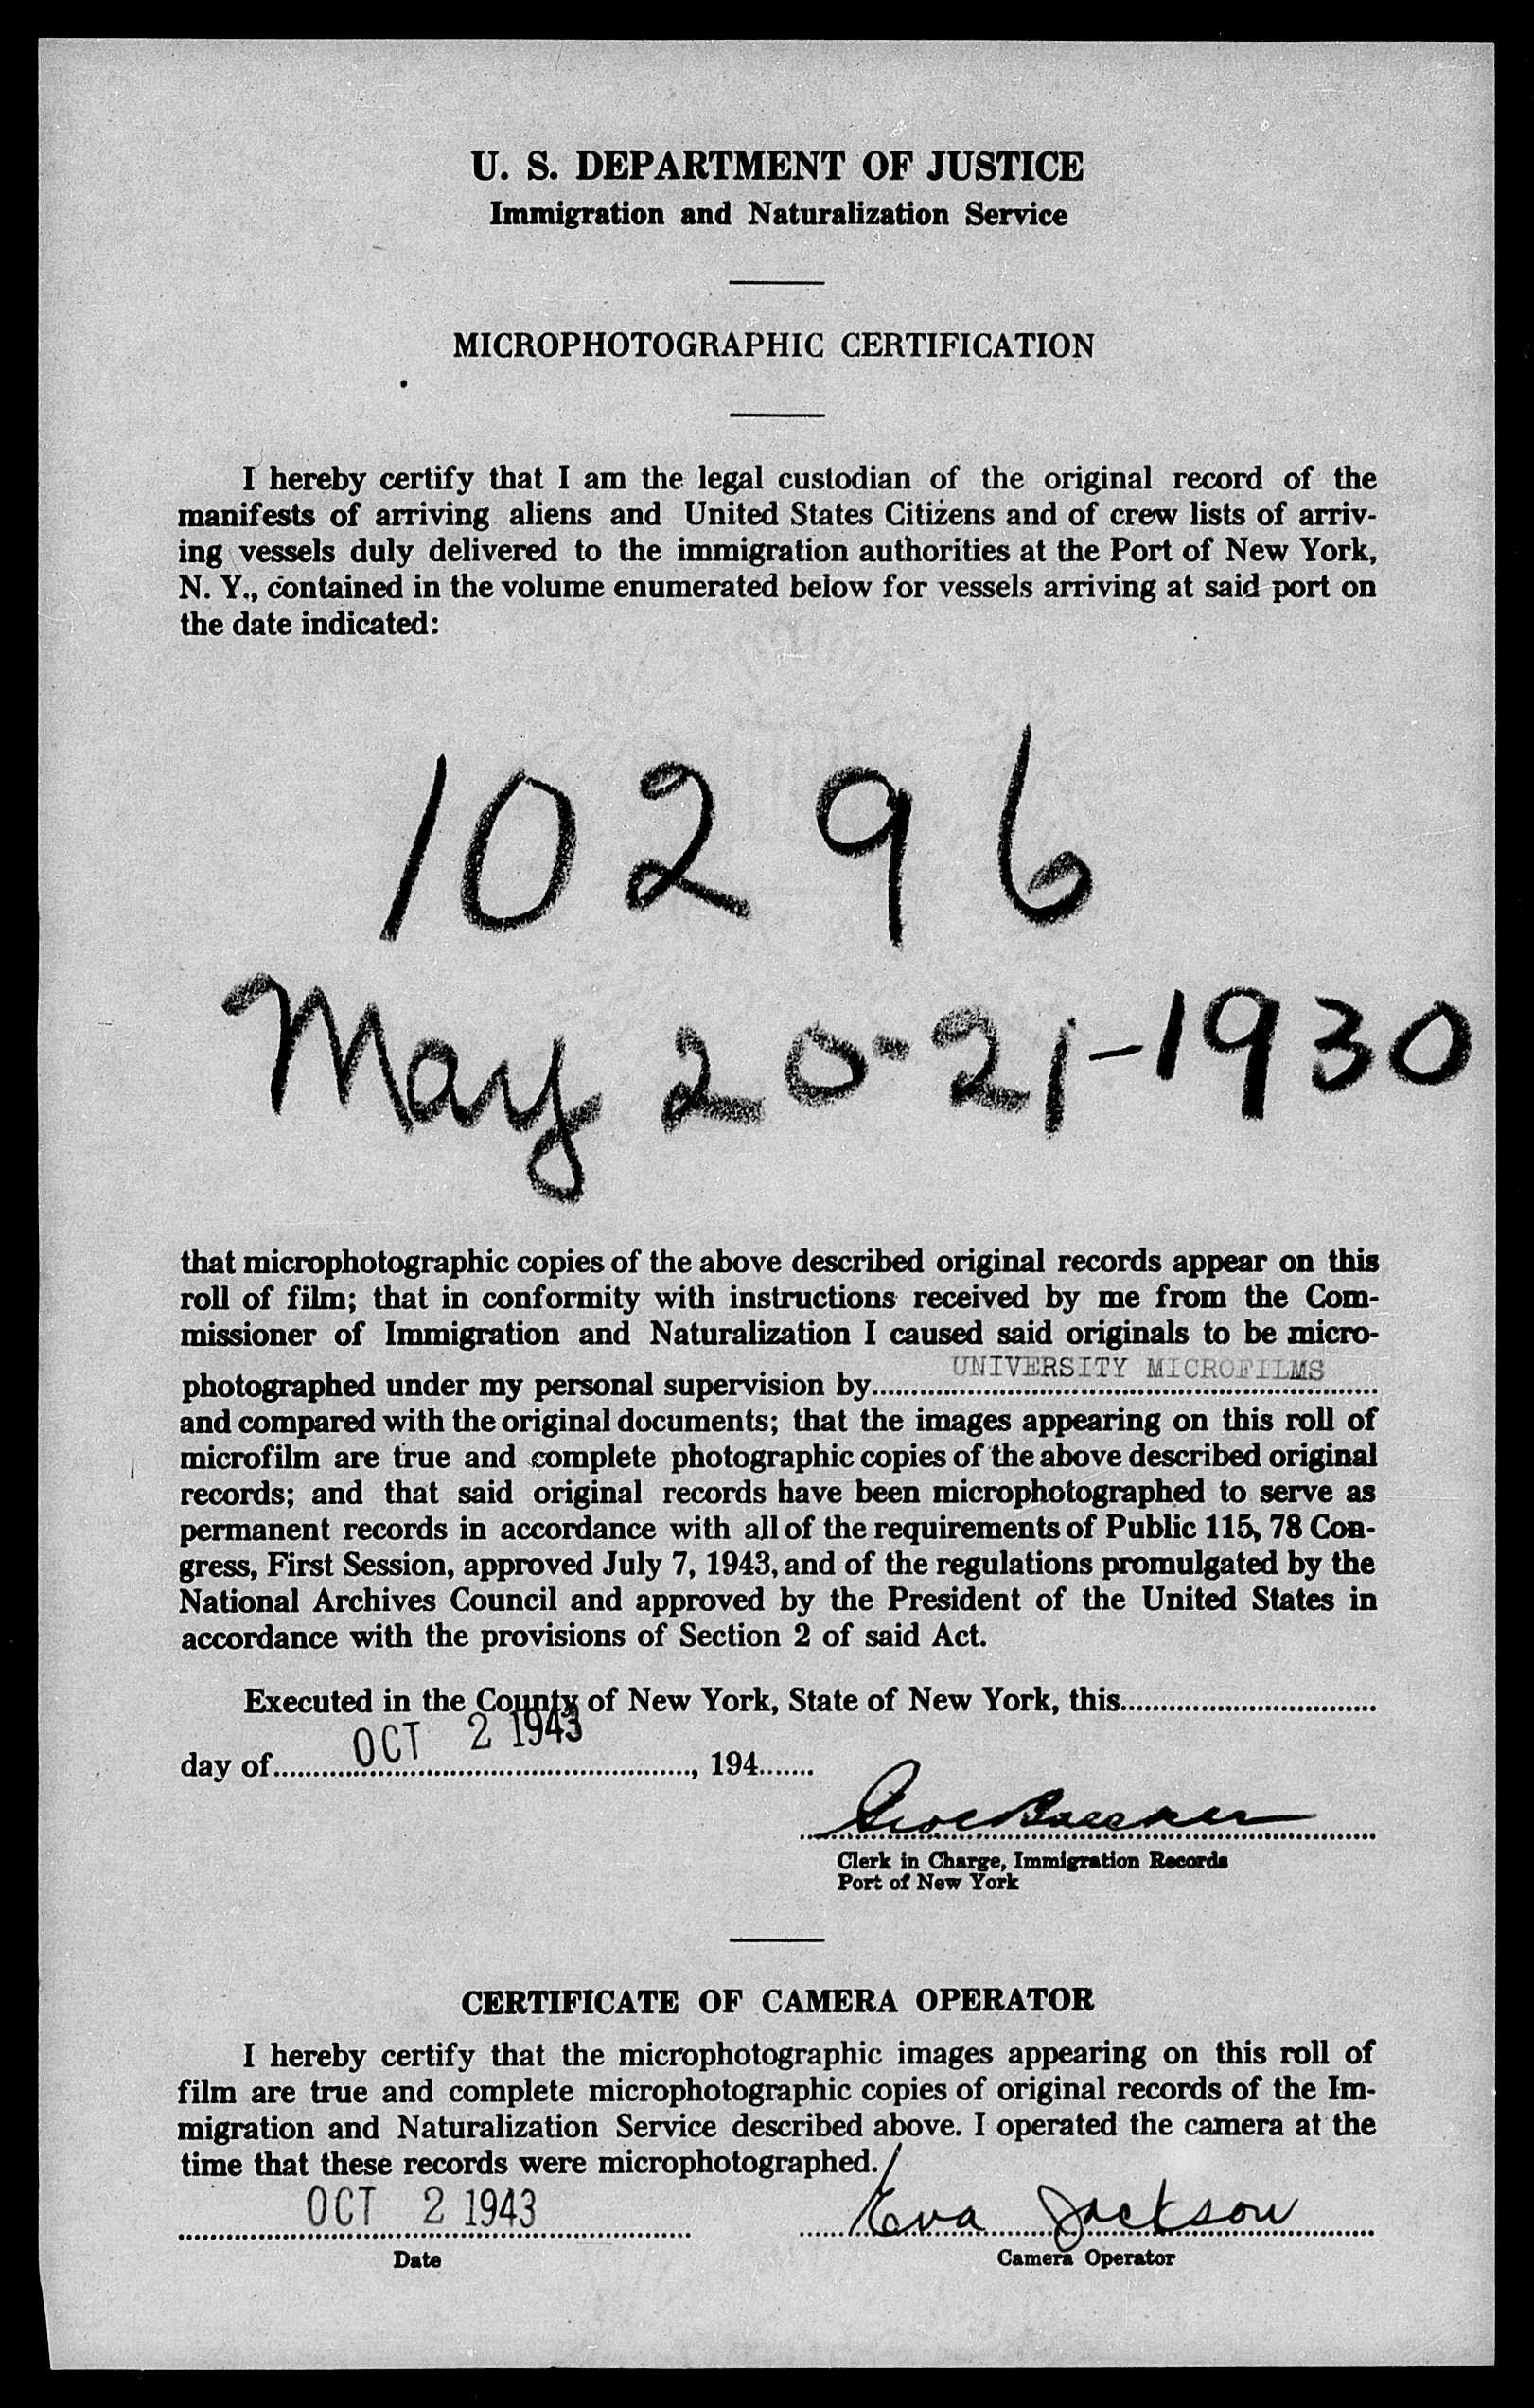 U. S. DEPARTMENT OF JUSTICE
Immigration and Naturalization Service
MICROPHOTOGRAPHIC CERTIFICATION
I hereby certify that I am the legal custodian of the original record of the
manifests of arriving aliens and United States Citizens and of crew lists of arriv-
ing vessels duly delivered to the immigration authorities at the Port of New York,
N. Y., contained in the volume enumerated below for vessels arriving at said port on
the date indicated:
10296
May 20-21-1930
that microphotographic copies of the above described original records appear on this
roll of film; that in conformity with instructions received by me from the Com-
missioner of Immigration and Naturalization I caused said originals to be micro-
photographed under my personal supervision by UNIVERSITY MICROFILMS
and compared with the original documents; that the images appearing on this roll of
microfilm are true and complete photographic copies of the above described original
records; and that said original records have been microphotographed to serve as
permanent records in accordance with all of the requirements of Public 115, 78 Con-
gress, First Session, approved July 7, 1943, and of the regulations promulgated by the
National Archives Council and approved by the President of the United States in
accordance with the provisions of Section 2 of said Act.
Executed in the County of New York, State of New York, this
day of OCT 2 1943, 194
Clerk in Charge, Immigration Records
Port of New York
CERTIFICATE OF CAMERA OPERATOR
I hereby certify that the microphotographic images appearing on this roll of
film are true and complete microphotographic copies of original records of the Im-
migration and Naturalization Service described above. I operated the camera at the
time that these records were microphotographed.
OCT 2 1943 Eva Jackson
Date Camera Operator